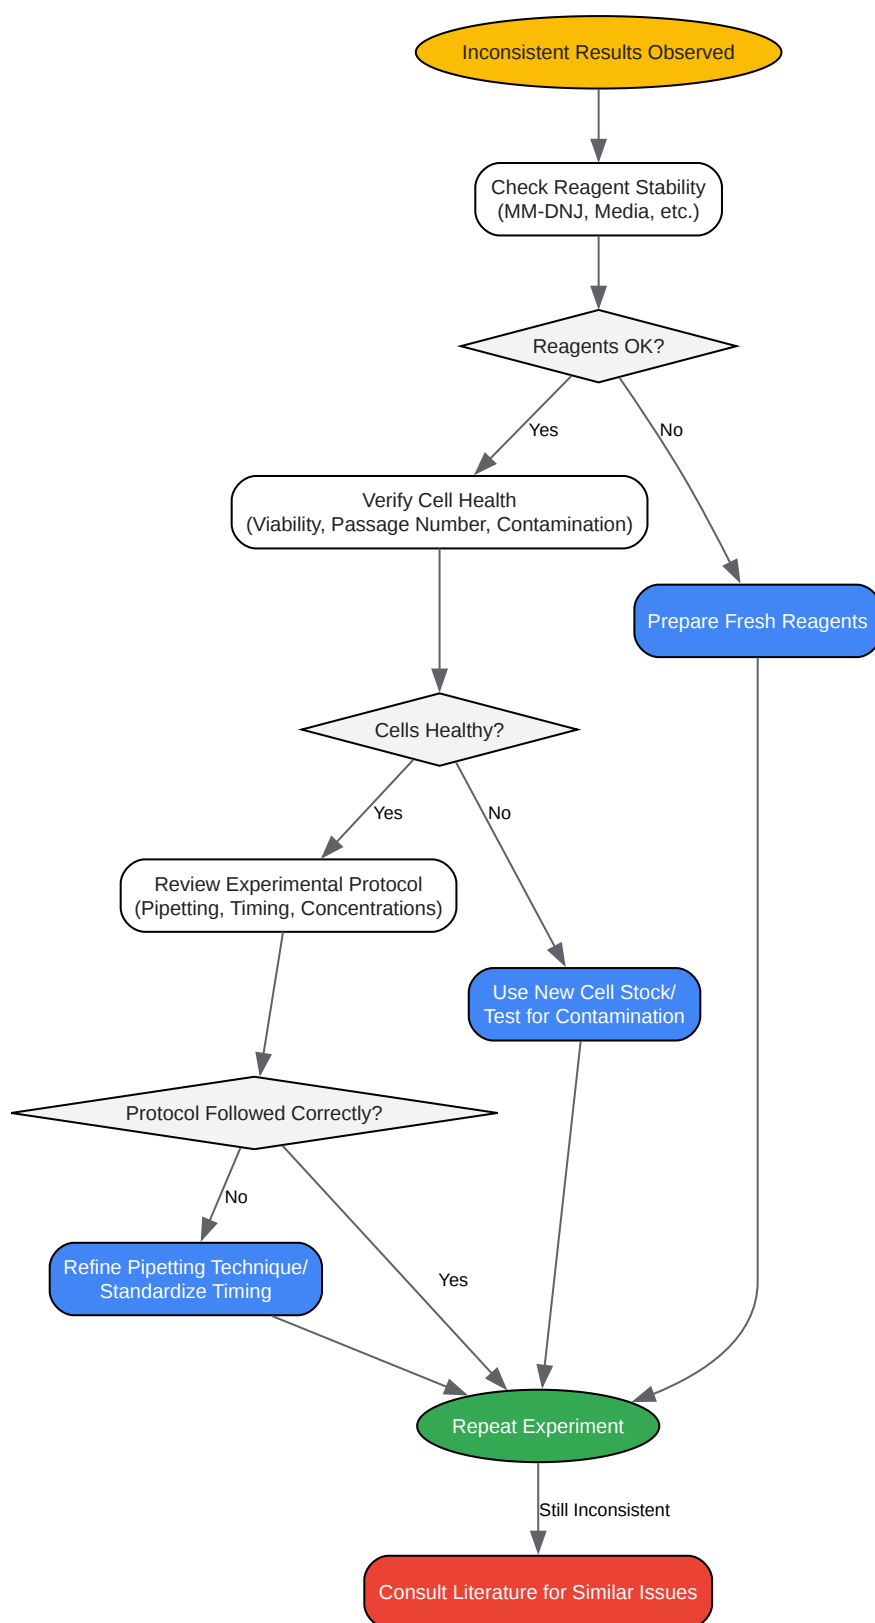 Inconsistent Results Observed
Check Reagent Stability
(MM-DNJ, Media, etc.)
Reagents OK?
Yes
No
Verify Cell Health
(Viability, Passage Number, Contamination)
Prepare Fresh Reagents
Cells Healthy?
Yes
No
Review Experimental Protocol
(Pipetting, Timing, Concentrations)
Use New Cell Stock/
Test for Contamination
Protocol Followed Correctly?
No
Yes
Refine Pipetting Technique/
Standardize Timing
Repeat Experiment
Still Inconsistent
Consult Literature for Similar Issues